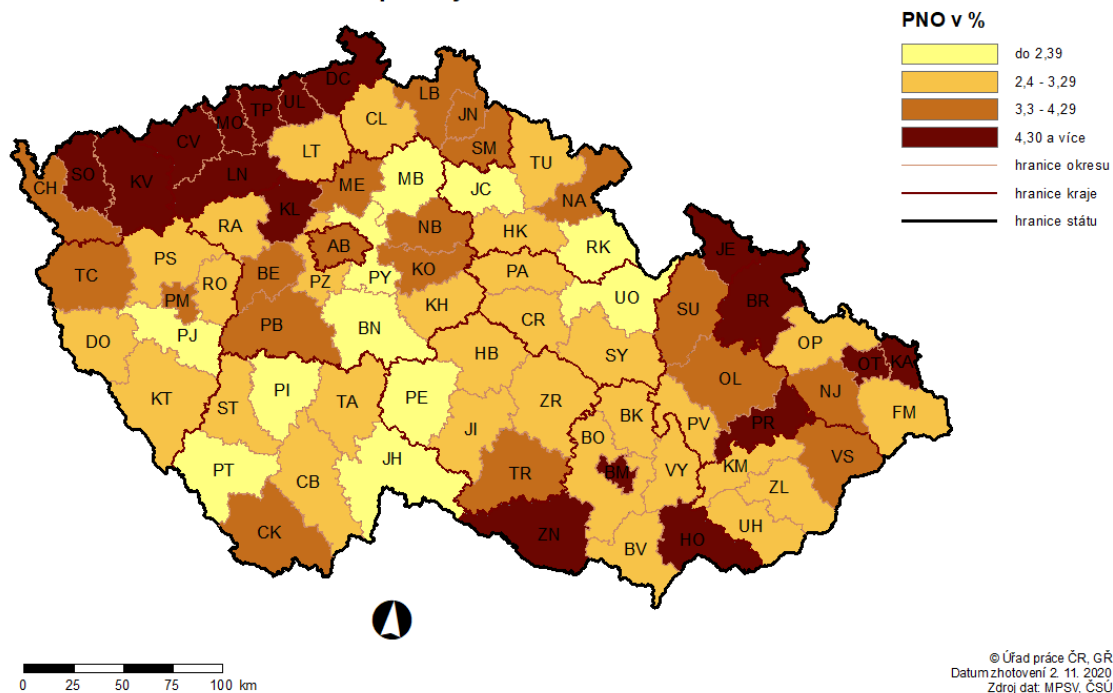 PNO v %
do 2,39
2,4 - 3,29
3,3 - 4,29
4,30 a více
hranice okresu
hranice kraje
hranice státu
DC
LB
UL
TP
JN
MO
CL
CV
SM
LT
TU
SO
KV
LN
CH
ME
MB
JC
NA
KL
RA
NB
HK
RK
AB
JE
PS
BE
KO
PA
TC
RO
PZ
PY
PM
KH
UO
SU
BR
PB
BN
CR
PJ
DO
OP
SY
HB
OT
KA
OL
PI
NJ
KT
ST
TA
PE
ZR
FM
BK
PV
PR
JI
BO
VS
PT
JH
KM
TR
BM
VY
CB
ZL
UH
CK
ZN
HO
BV
0 25 50 75 100 km
© Úřad práce ČR, GŘ
Datum zhotovení 2. 11. 2020
Zdroj dat: MPSV, ČSÚ